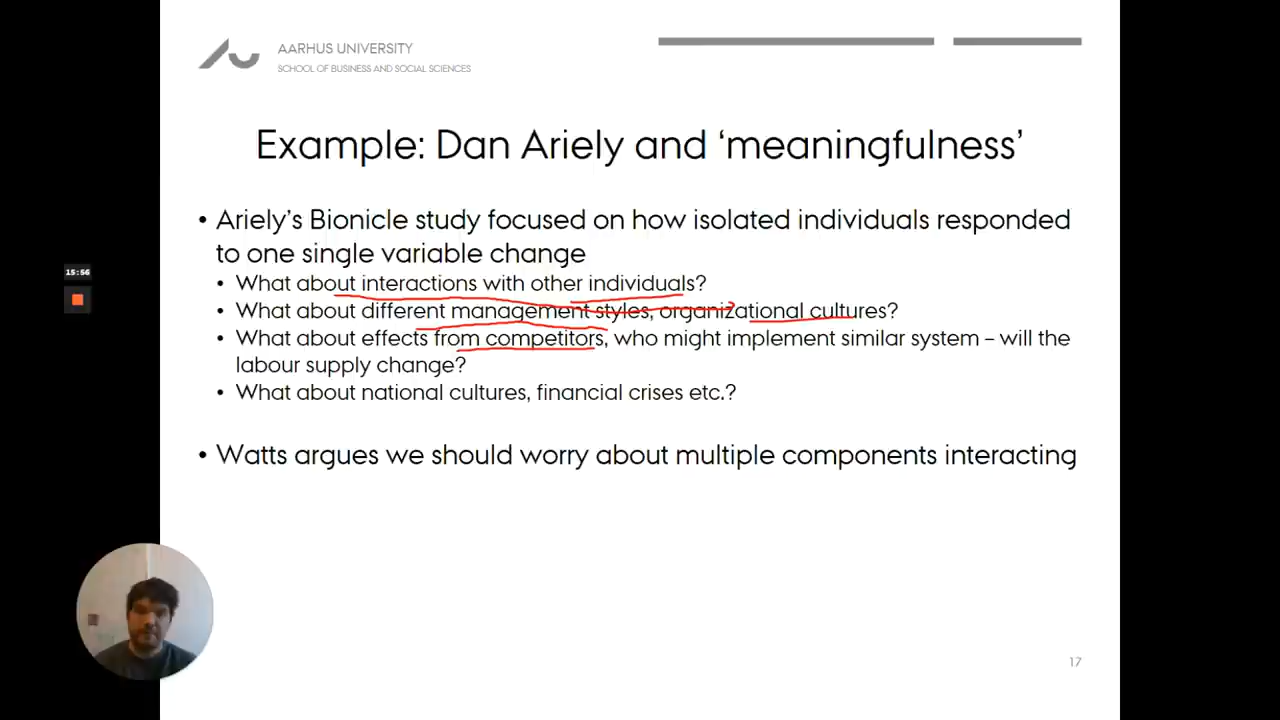 AARHUS UNIVERSITY
SCHOOL OF BUSINESS AND SOCIAL SCIENCES
Example: Dan Ariely and ‘meaningfulness’
• Ariely’s Bionicle study focused on how isolated individuals responded
to one single variable change
• What about interactions with other individuals?
• What about different management styles, organizational cultures?
• What about effects from competitors, who might implement similar system – will the
labour supply change?
• What about national cultures, financial crises etc.?
15:56
• Watts argues we should worry about multiple components interacting
17